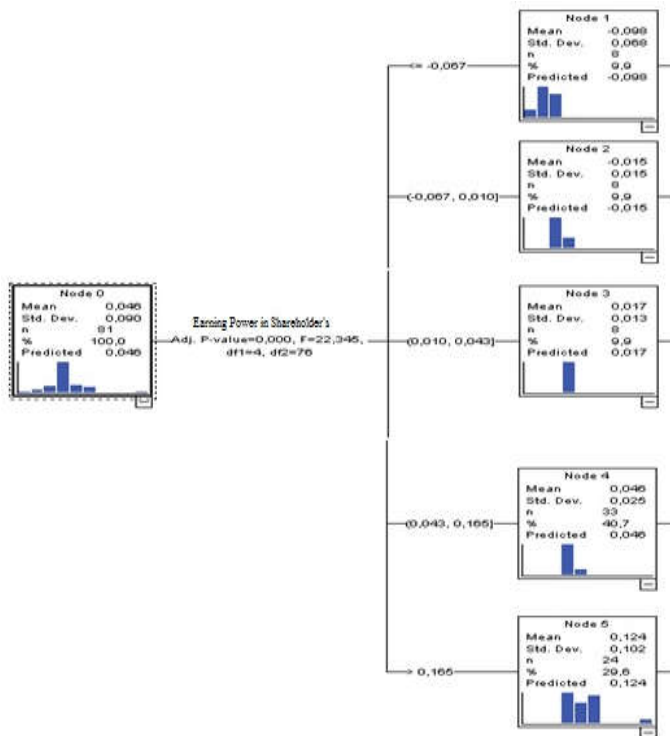 Node 0
Mean 0,046
Std. Dev. 0,090
n 81
% 100,0
Predicted 0,046
Earning Power in Shareholder's
Adj. P-value=0,000, F=22,345,
df1=4, df2=76
<= -0,067
Node 1
Mean -0,098
Std. Dev. 0,068
n 8
% 9,9
Predicted -0,098
(-0,067, 0,010]
Node 2
Mean -0,015
Std. Dev. 0,015
n 8
% 9,9
Predicted -0,015
(0,010, 0,043]
Node 3
Mean 0,017
Std. Dev. 0,013
n 8
% 9,9
Predicted 0,017
(0,043, 0,165]
Node 4
Mean 0,046
Std. Dev. 0,025
n 33
% 40,7
Predicted 0,046
> 0,165
Node 5
Mean 0,124
Std. Dev. 0,102
n 24
% 29,6
Predicted 0,124